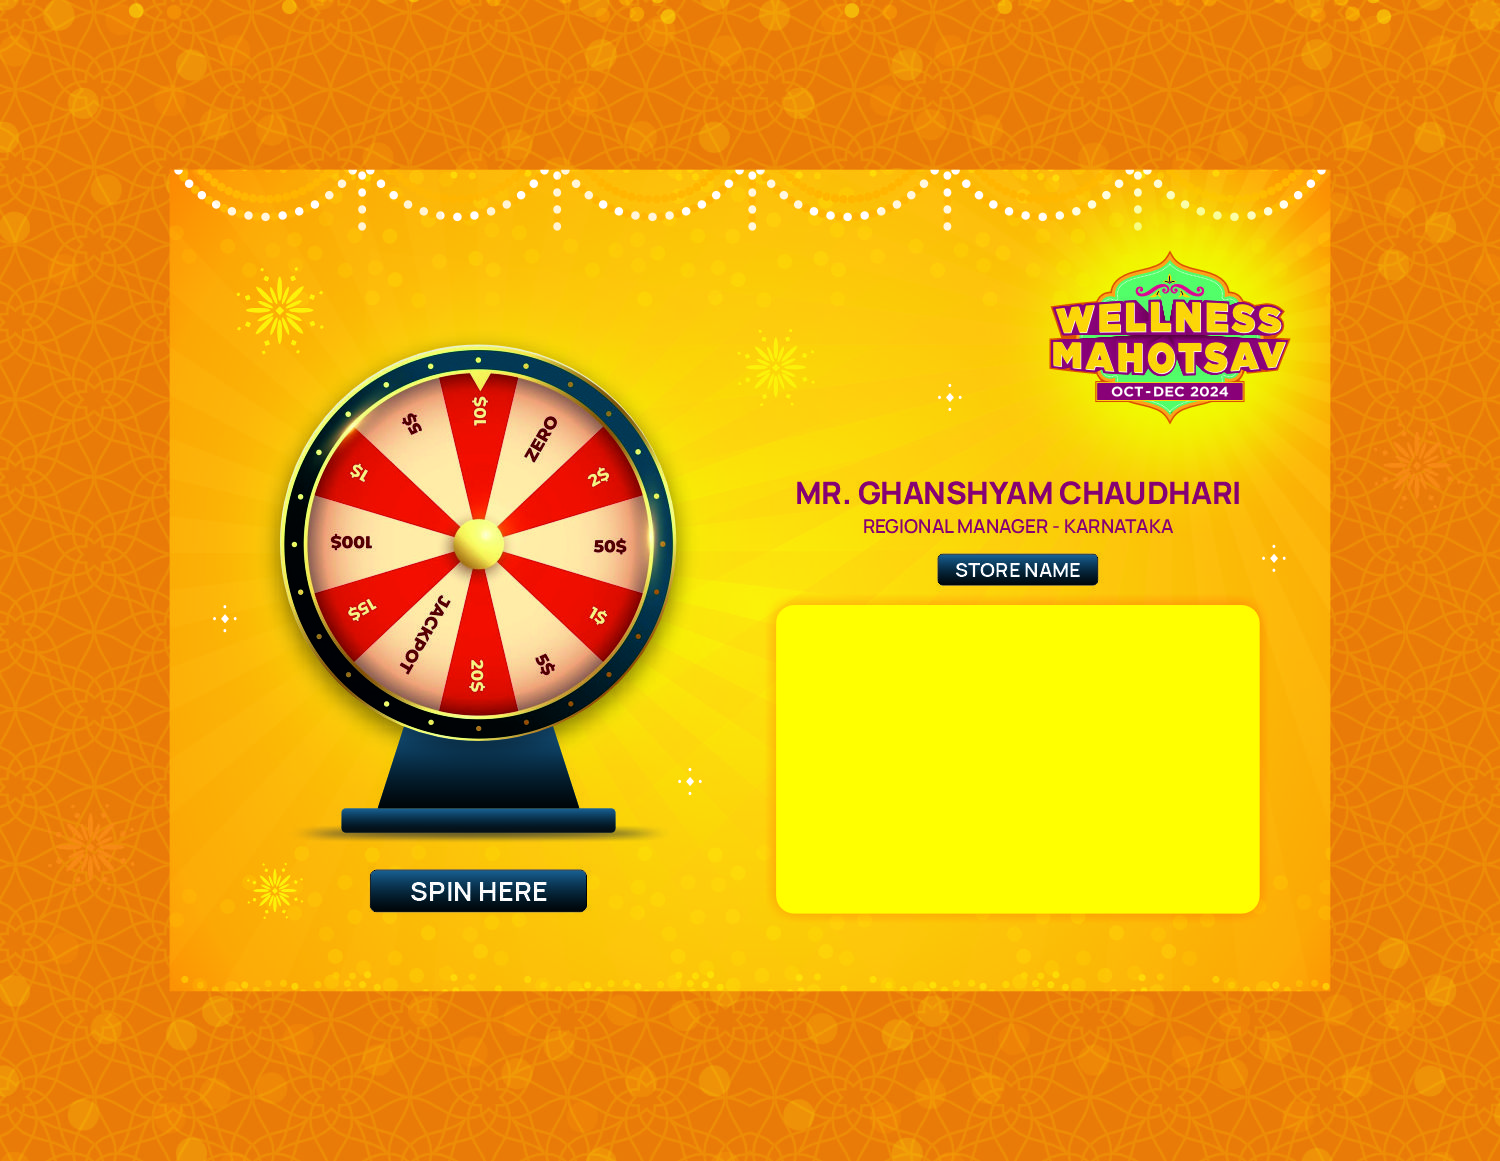 WELLNESS
MAHOTSAV
OCT-DEC 2024
10$
ZERO
2$
50$
1$
5$
20$
JACKPOT
15$
100$
1$
5$
SPIN HERE
MR. GHANSHYAM CHAUDHARI
REGIONAL MANAGER - KARNATAKA
STORE NAME